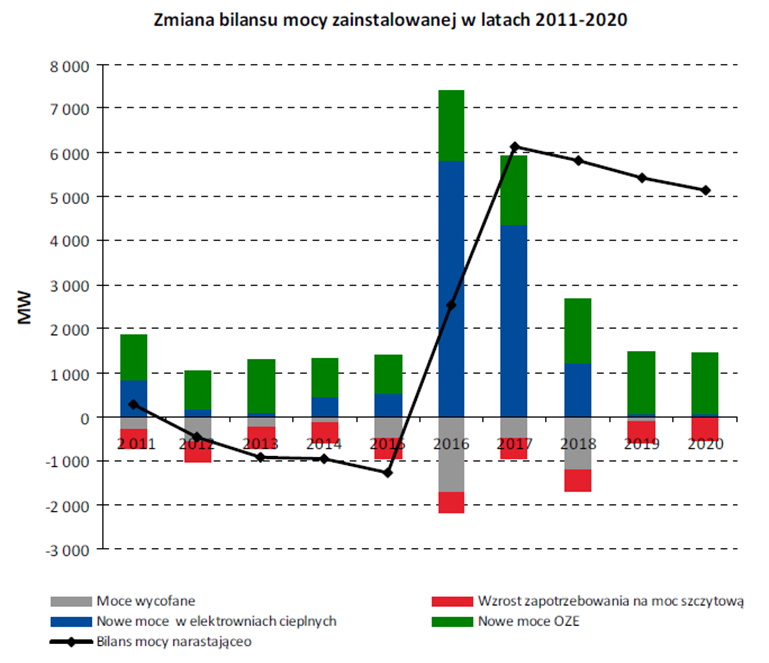 Zmiana bilansu mocy zainstalowanej w latach 2011-2020
8 000
7 000
6 000
5 000
4 000
3 000
2 000
1 000
0
-1 000
-2 000
-3 000
MW
2011 2012 2013 2014 2015 2016 2017 2018 2019 2020
Moce wycofane
Wzrost zapotrzebowania na moc szczytową
Nowe moce w elektrowniach cieplnych
Nowe moce OZE
Bilans mocy narastająceo